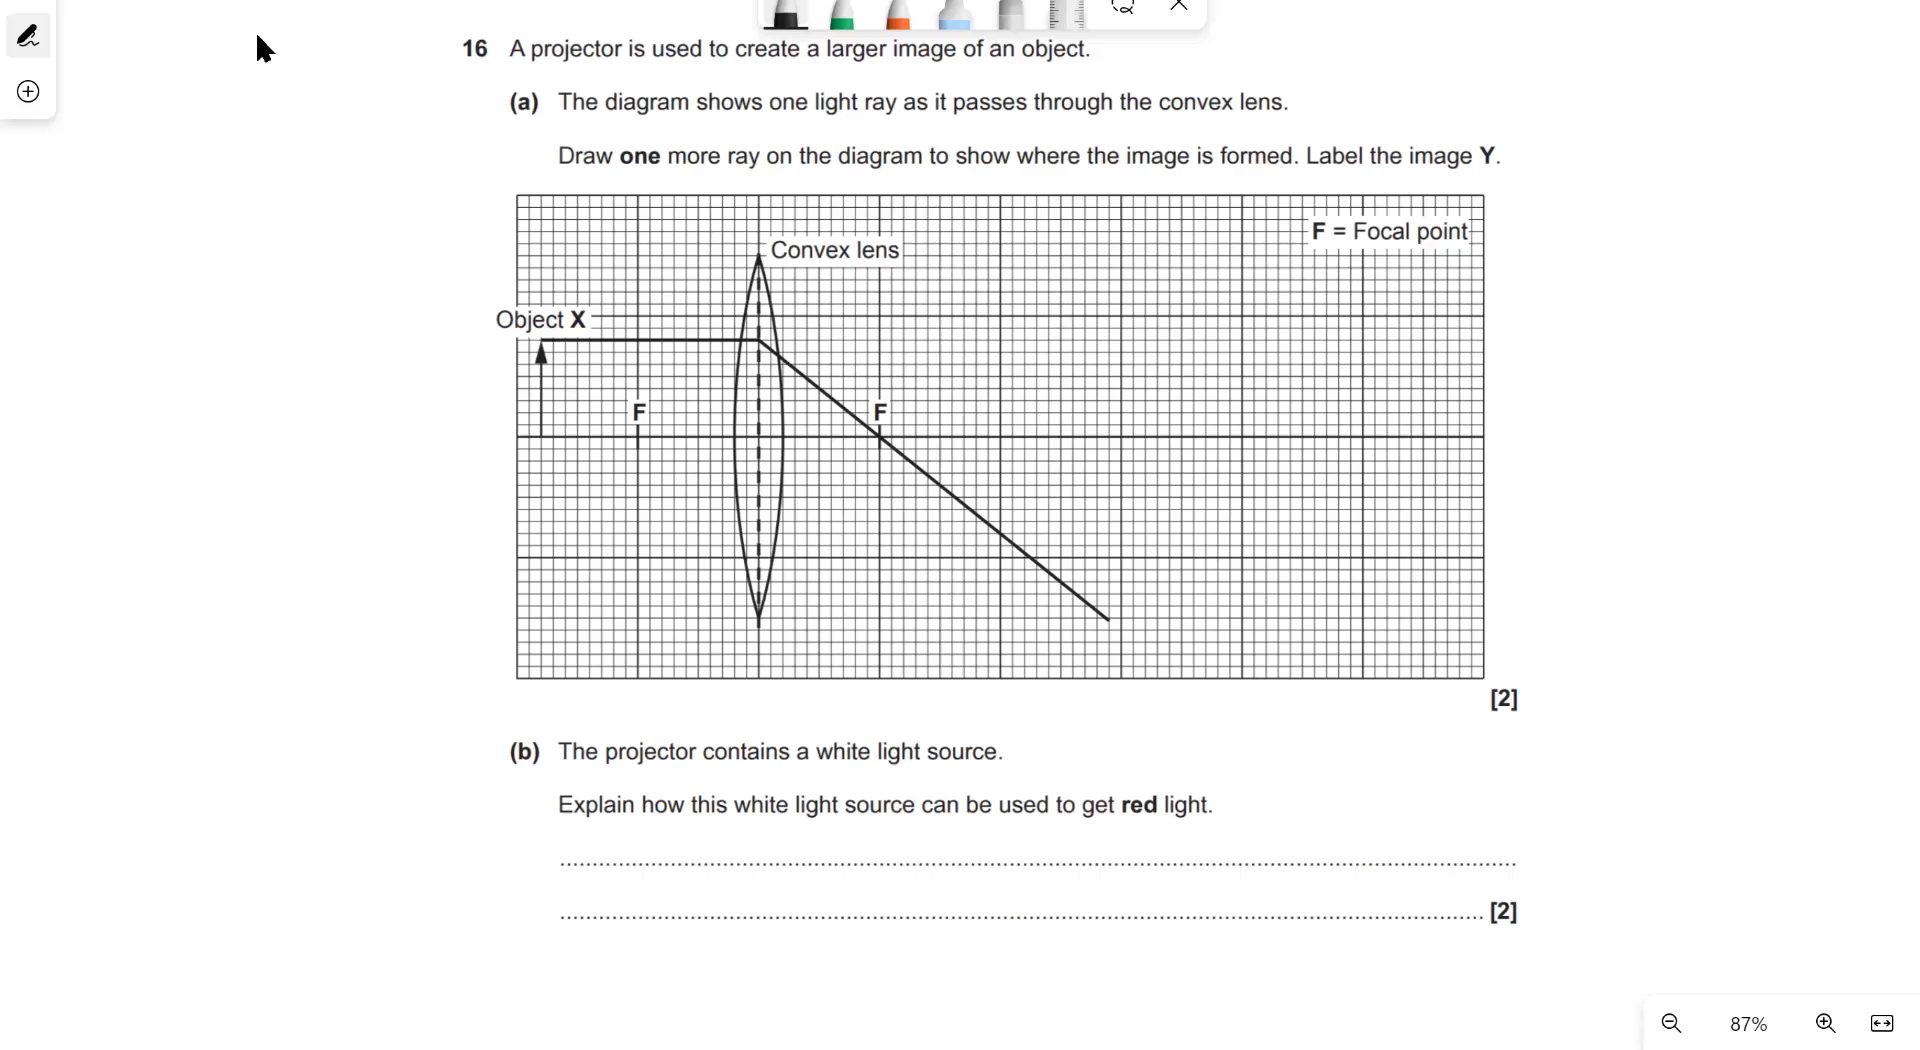 16 A projector is used to create a larger image of an object.
(a) The diagram shows one light ray as it passes through the convex lens.
Draw one more ray on the diagram to show where the image is formed. Label the image Y.
F = Focal point
Convex lens
Object X
F
F
[2]
(b) The projector contains a white light source.
Explain how this white light source can be used to get red light.
[2]
87%